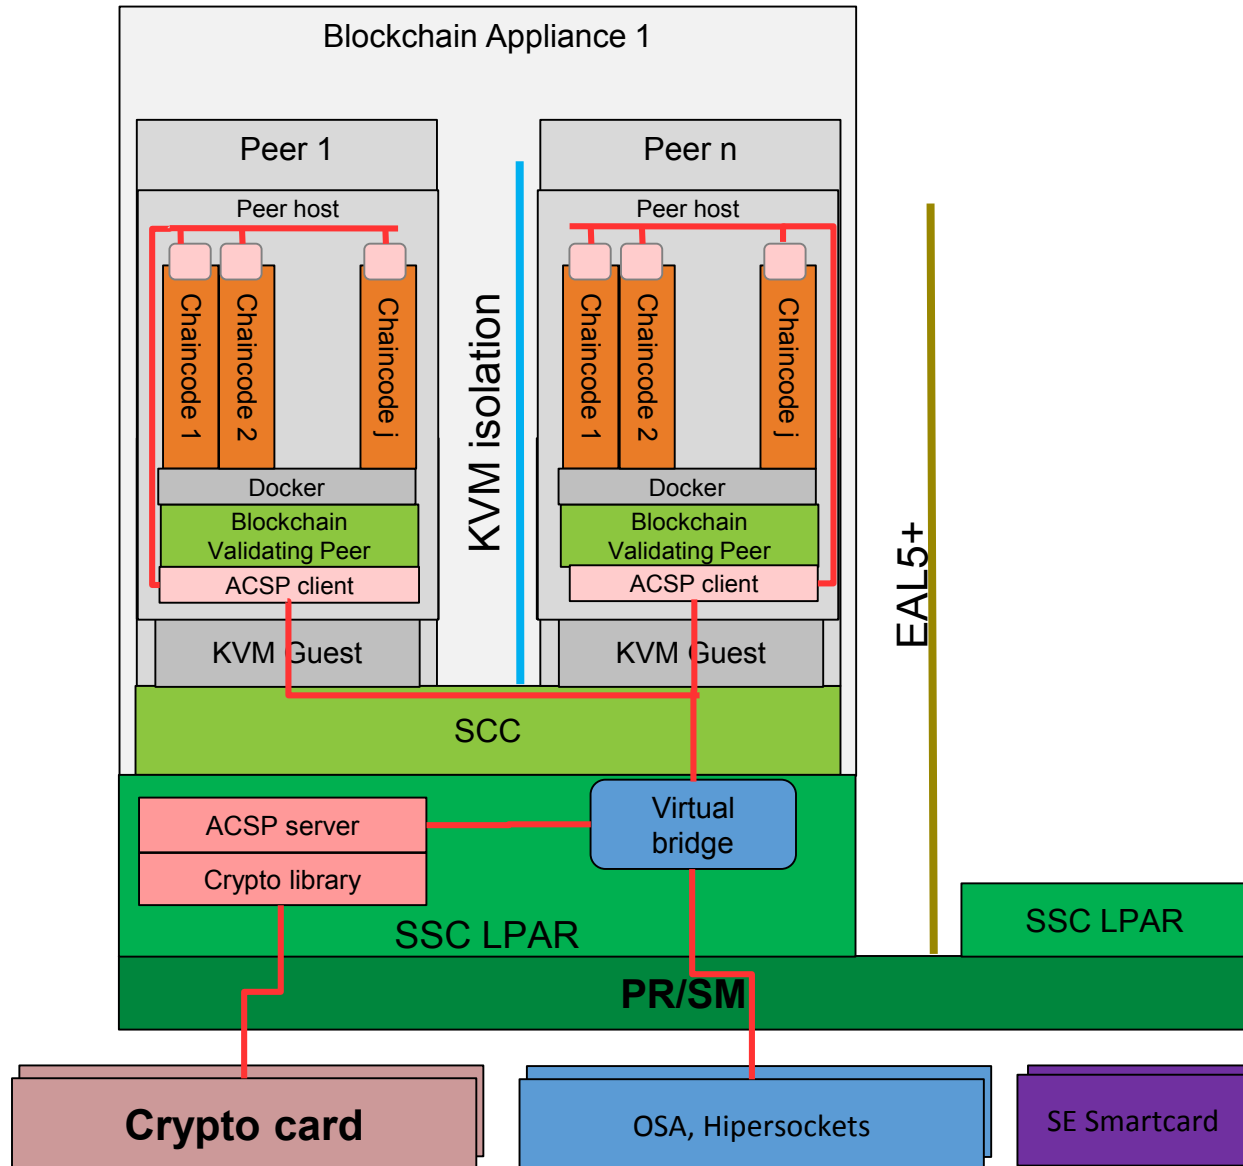 Blockchain Appliance 1
Peer 1
Peer n
Peer host
Peer host
Chaincode 1
Chaincode 2
Chaincode j
KVM isolation
Chaincode 1
Chaincode 2
Chaincode j
EAL5+
Docker
Docker
Blockchain
Validating Peer
Blockchain
Validating Peer
ACSP client
ACSP client
KVM Guest
KVM Guest
SCC
ACSP server
Crypto library
Virtual
bridge
SSC LPAR
SSC LPAR
PR/SM
Crypto card
OSA, Hipersockets
SE Smartcard